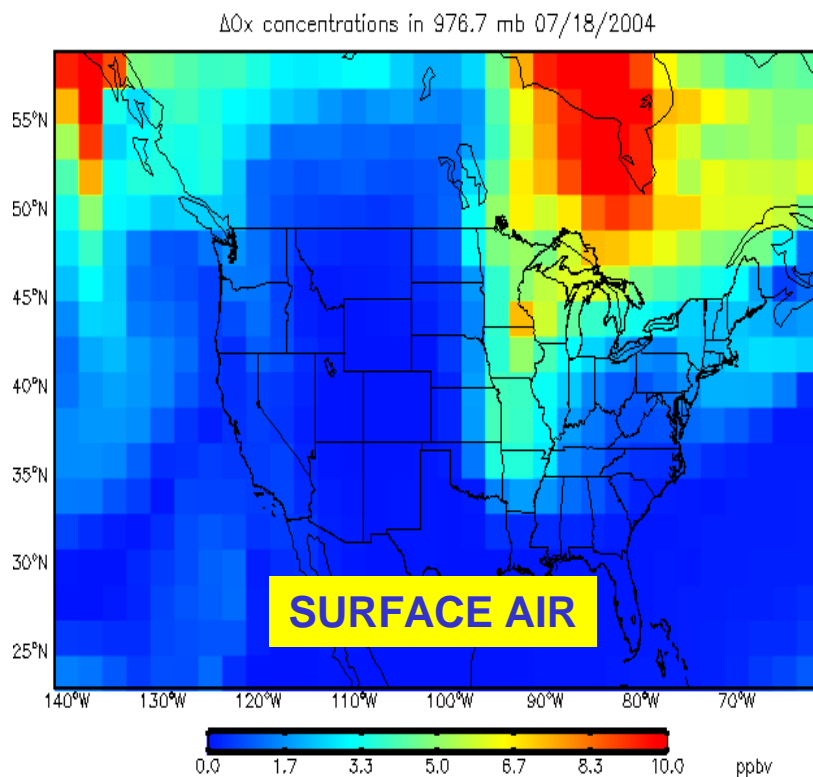 ΔOx concentrations in 976.7 mb 07/18/2004
55°N
50°N
45°N
40°N
35°N
30°N
25°N
SURFACE AIR
140°W 130°W 120°W 110°W 100°W 90°W 80°W 70°W
0.0 1.7 3.3 5.0 6.7 8.3 10.0 ppbv